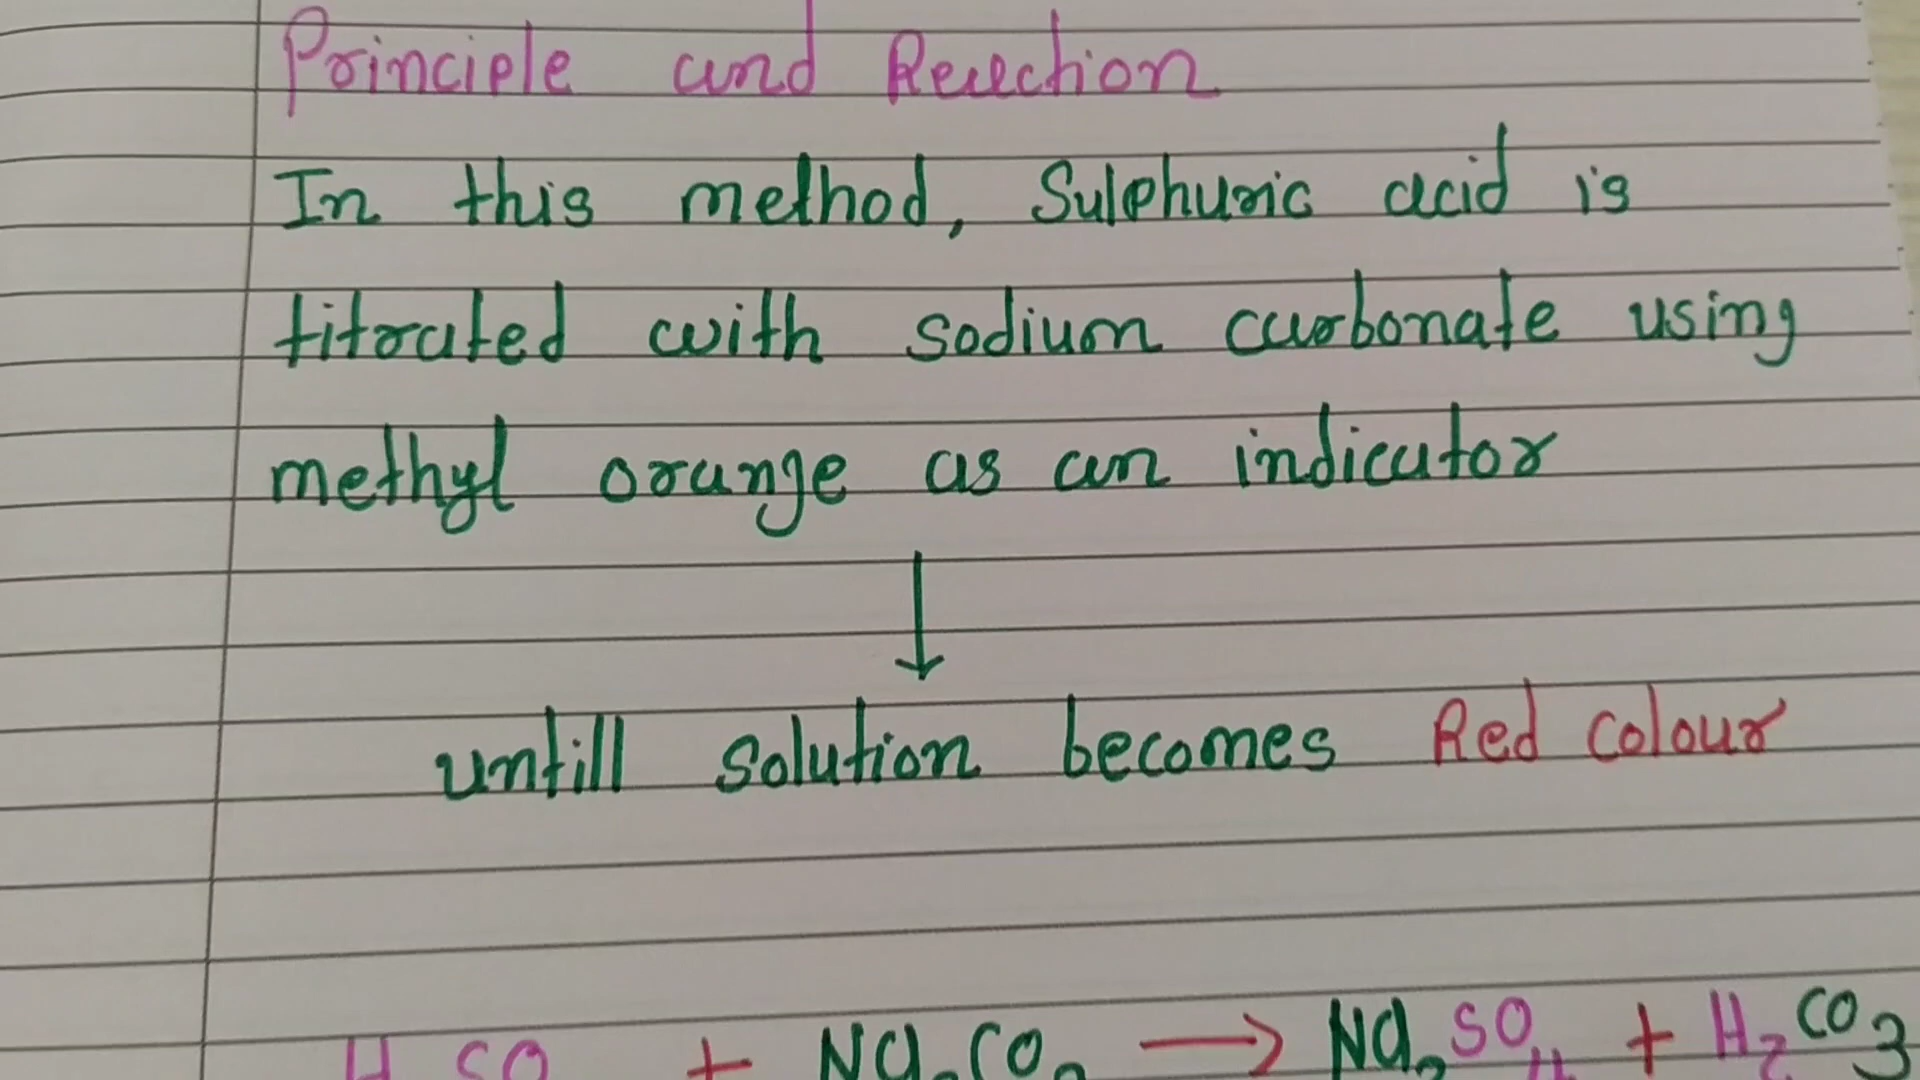 Principle and Reaction
In this method, Sulphuric acid is
titrated with sodium carbonate using
methyl orange as an indicator
↓
untill solution becomes Red colour
H SO + Na2CO3 → Na2SO4 + H2CO3